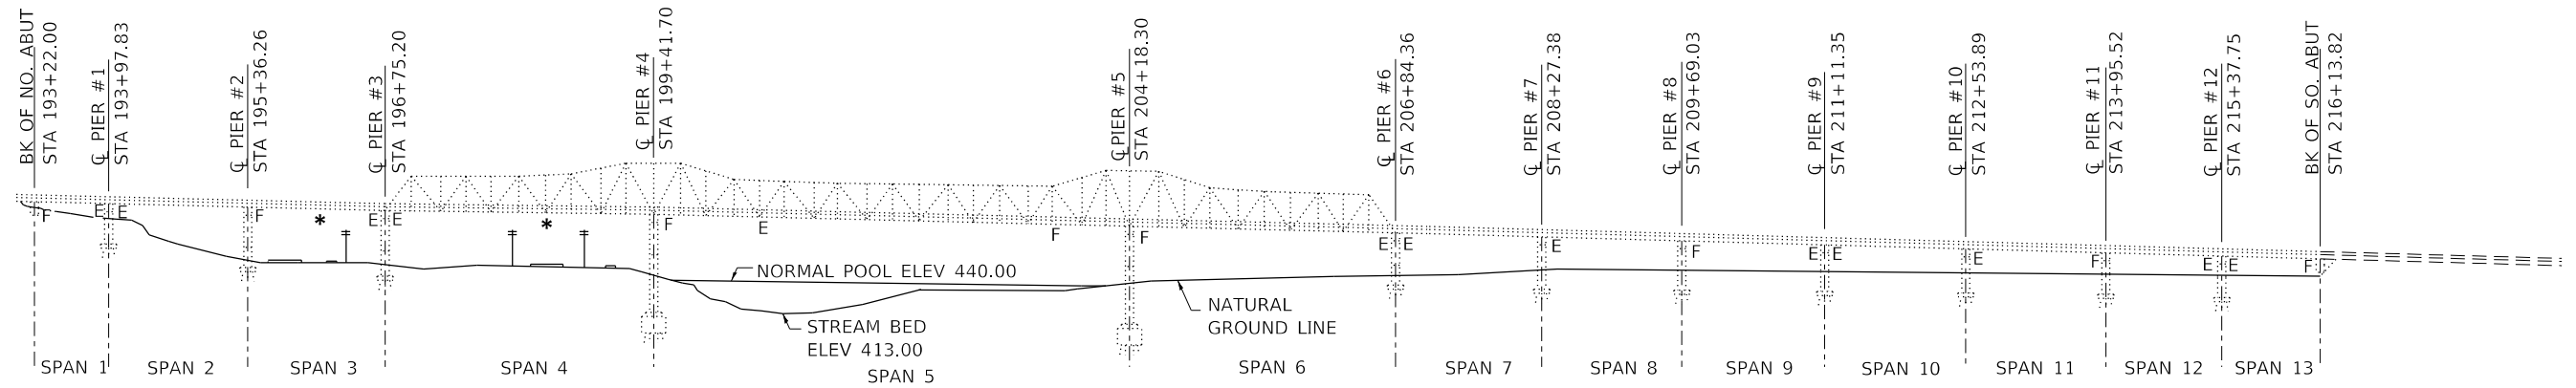 BK OF NO. ABUT
STA 193+22.00
℄ PIER #1
STA 193+97.83
℄ PIER #2
STA 195+36.26
℄ PIER #3
STA 196+75.20
℄ PIER #4
STA 199+41.70
℄ PIER #5
STA 204+18.30
℄ PIER #6
STA 206+84.36
℄ PIER #7
STA 208+27.38
℄ PIER #8
STA 209+69.03
℄ PIER #9
STA 211+11.35
℄ PIER #10
STA 212+53.89
℄ PIER #11
STA 213+95.52
℄ PIER #12
STA 215+37.75
BK OF SO. ABUT
STA 216+13.82
F E E F * E E * F E F F E E E F E E E F E E F
NORMAL POOL ELEV 440.00
STREAM BED
ELEV 413.00
NATURAL
GROUND LINE
SPAN 1 SPAN 2 SPAN 3 SPAN 4 SPAN 5 SPAN 6 SPAN 7 SPAN 8 SPAN 9 SPAN 10 SPAN 11 SPAN 12 SPAN 13